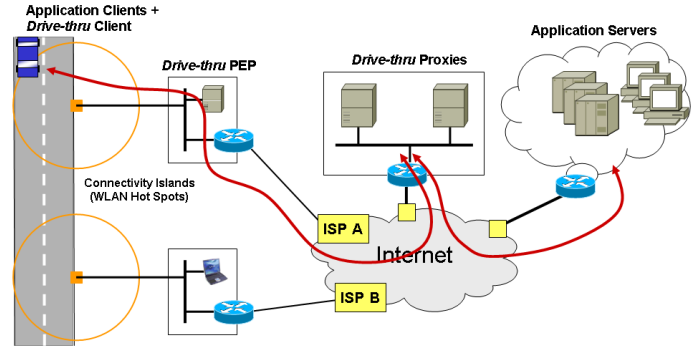 Application Clients +
Drive-thru Client
Drive-thru PEP
Drive-thru Proxies
Application Servers
Connectivity Islands
(WLAN Hot Spots)
ISP A
Internet
ISP B